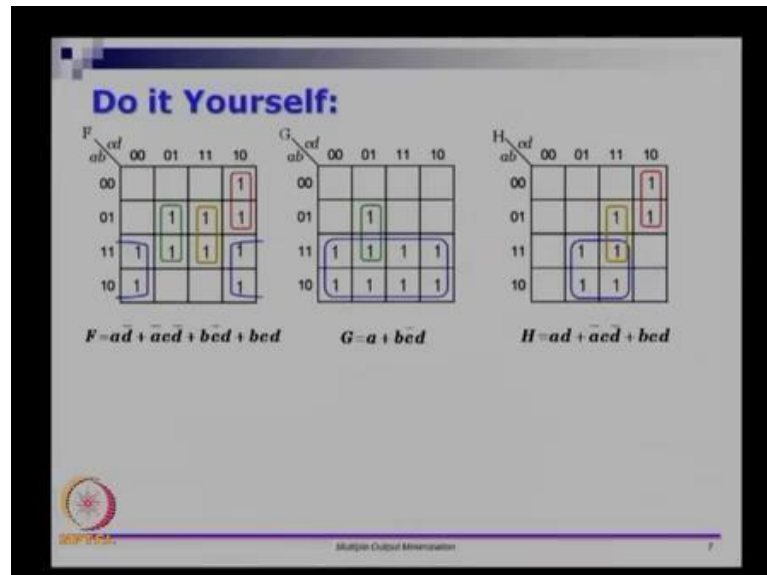 Do it Yourself:
F cd ab 00 01 11 10
00 1
01 1 1 1
11 1 1 1 1
10 1 1
G cd ab 00 01 11 10
00
01 1
11 1 1 1 1
10 1 1 1 1
H cd ab 00 01 11 10
00 1
01 1 1
11 1 1
10 1 1
F=ad̅ + a̅cd̅ + bc̅d + bcd
G=a + bc̅d
H=ad + a̅cd̅ + bcd
NPTEL
Multiple Output Minimization
7